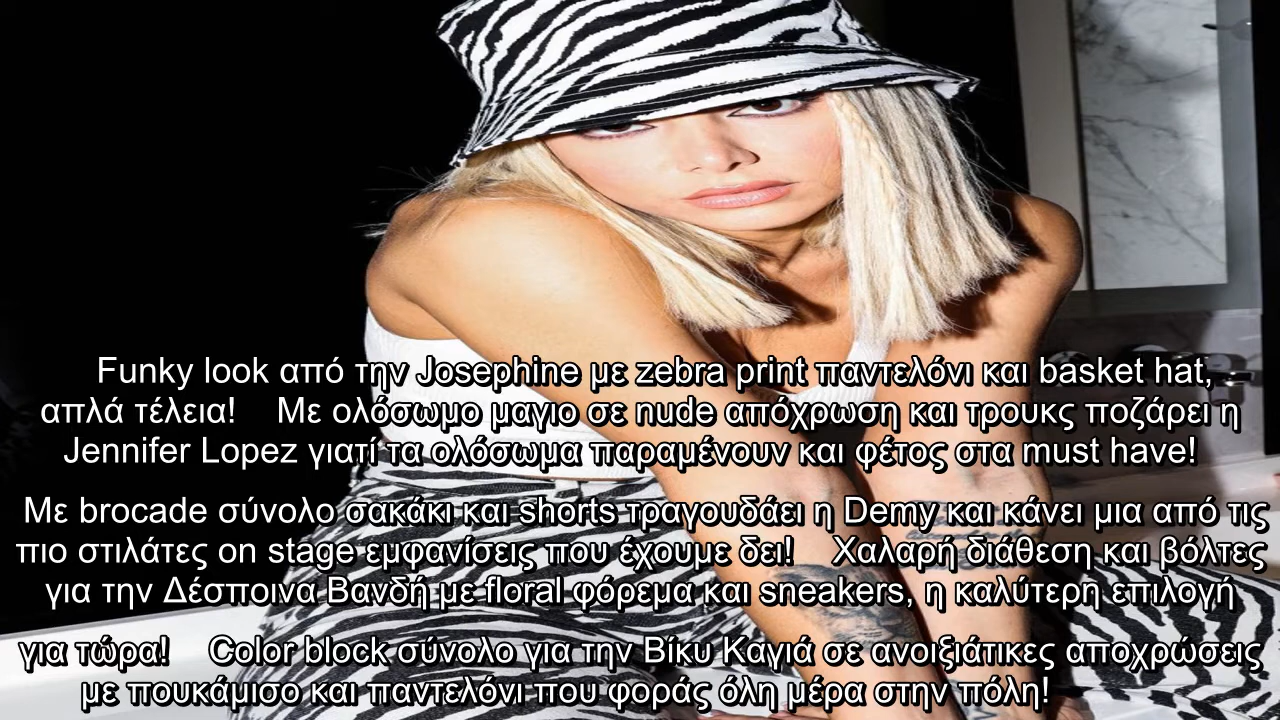 Funky look από την Josephine με zebra print παντελόνι και basket hat,
απλά τέλεια! Με ολόσωμο μαγιο σε nude απόχρωση και τρουκς ποζάρει η
Jennifer Lopez γιατί τα ολόσωμα παραμένουν και φέτος στα must have!
Με brocade σύνολο σακάκι και shorts τραγουδάει η Demy και κάνει μια από τις
πιο στιλάτες on stage εμφανίσεις που έχουμε δει! Χαλαρή διάθεση και βόλτες
για την Δέσποινα Βανδή με floral φόρεμα και sneakers, η καλύτερη επιλογή
για τώρα! Color block σύνολο για την Βίκυ Καγιά σε ανοιξιάτικες αποχρώσεις
με πουκάμισο και παντελόνι που φοράς όλη μέρα στην πόλη!